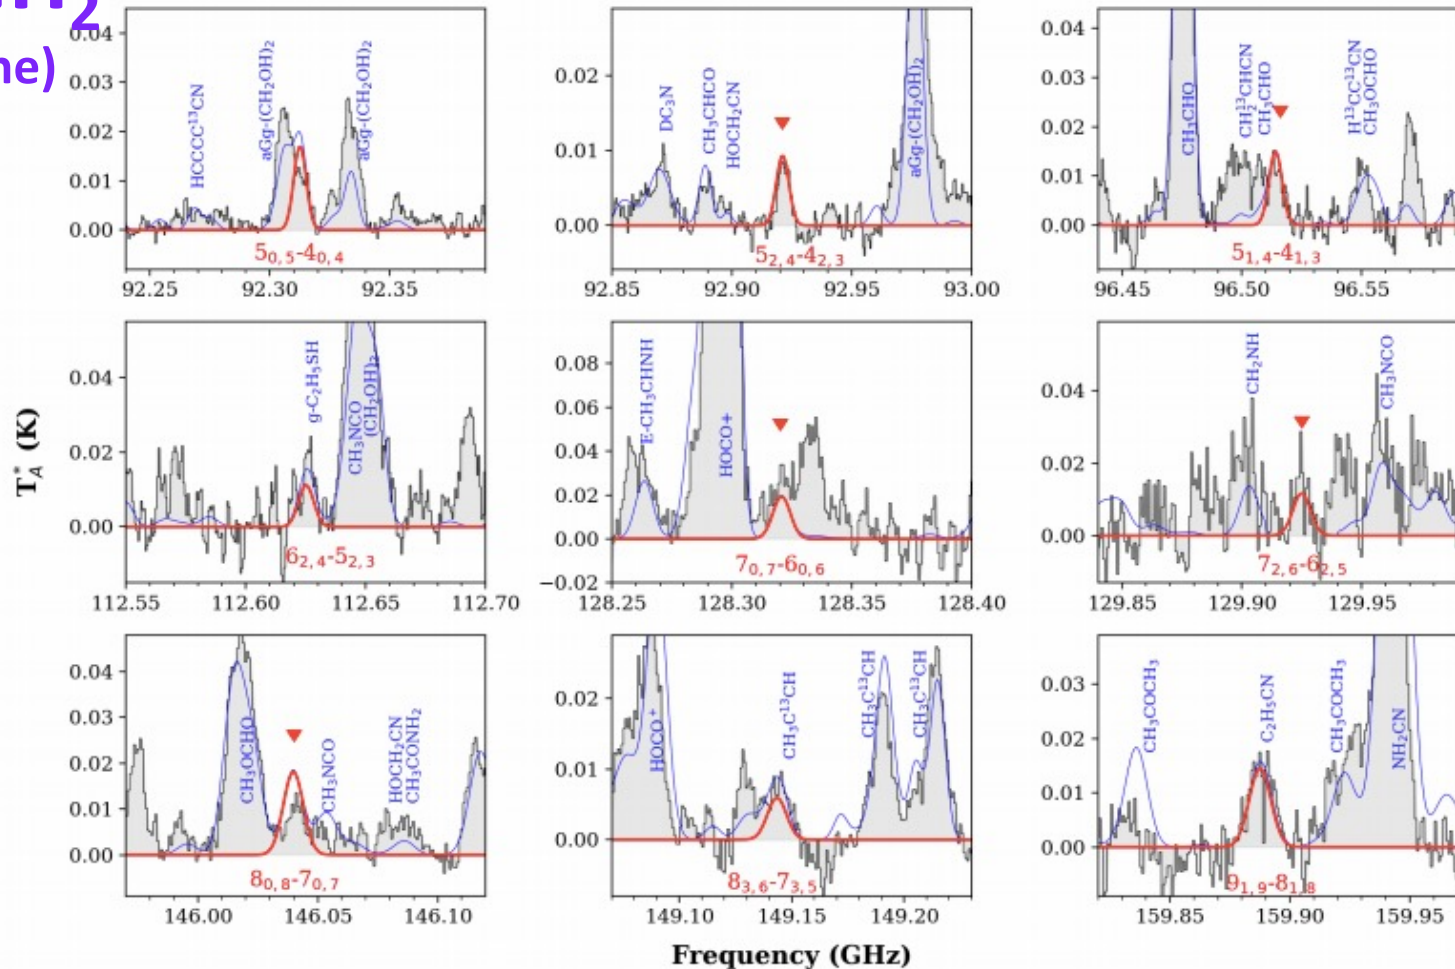 2
ne)
0.04
0.03
0.02
0.01
0.00
HCCCC¹³CN
aGg-(CH₂OH)₂
aGg-(CH₂OH)₂
5₀,₅-4₀,₄
92.25 92.30 92.35
0.02
0.01
0.00
DC₃N
CH₃CHCO
HOCH₂CN
aGg-(CH₂OH)₂
5₂,₄-4₂,₃
92.85 92.90 92.95 93.00
0.04
0.03
0.02
0.01
0.00
CH₃CHO
CH₂¹³CHCN
CH₃CHO
H¹³CC¹³CN
CH₃OCHO
5₁,₄-4₁,₃
96.45 96.50 96.55
T*A (K)
0.04
0.02
0.00
g-C₂H₅SH
CH₃NCO
(CH₂OH)₂
6₂,₄-5₂,₃
112.55 112.60 112.65 112.70
0.08
0.06
0.04
0.02
0.00
−0.02
E-CH₃CHNH
HOCO+
7₀,₇-6₀,₆
128.25 128.30 128.35 128.40
0.04
0.02
0.00
CH₂NH
CH₃NCO
7₂,₆-6₂,₅
129.85 129.90 129.95
0.04
0.03
0.02
0.01
0.00
CH₃OCHO
CH₃NCO
HOCH₂CN
CH₃CONH₂
8₀,₈-7₀,₇
146.00 146.05 146.10
0.02
0.01
0.00
HOCO⁺
CH₃C¹³CH
CH₃C¹³CH
CH₃C¹³CH
8₃,₆-7₃,₅
149.10 149.15 149.20
0.03
0.02
0.01
0.00
CH₃COCH₃
C₂H₅CN
CH₃COCH₃
NH₂CN
9₁,₉-8₁,₈
159.85 159.90 159.95
Frequency (GHz)